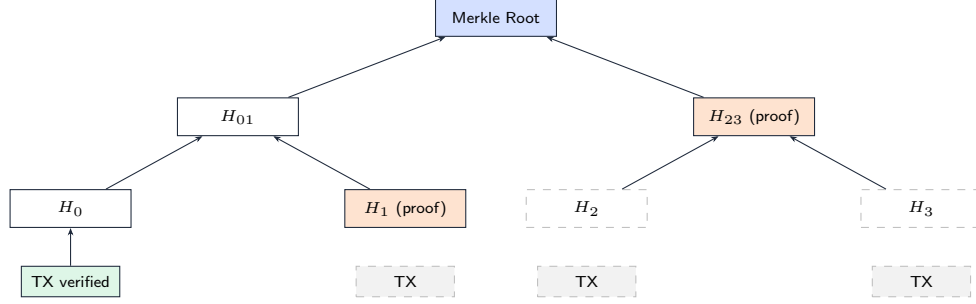 Merkle Root
H₀₁
H₂₃ (proof)
H₀
H₁ (proof)
H₂
H₃
TX verified
TX
TX
TX